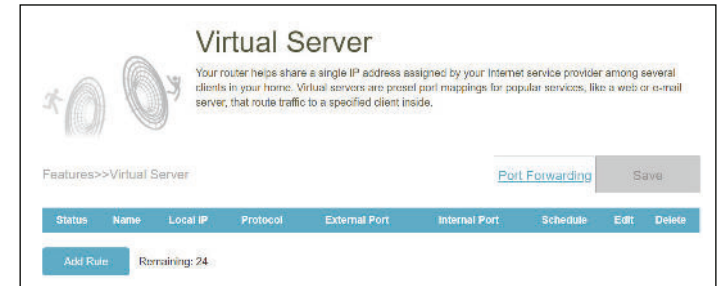 Virtual Server
Your router helps share a single IP address assigned by your Internet service provider among several
clients in your home. Virtual servers are preset port mappings for popular services, like a web or e-mail
server, that route traffic to a specified client inside.
Features>>Virtual Server Port Forwarding Save
Status Name Local IP Protocol External Port Internal Port Schedule Edit Delete
Add Rule Remaining: 24